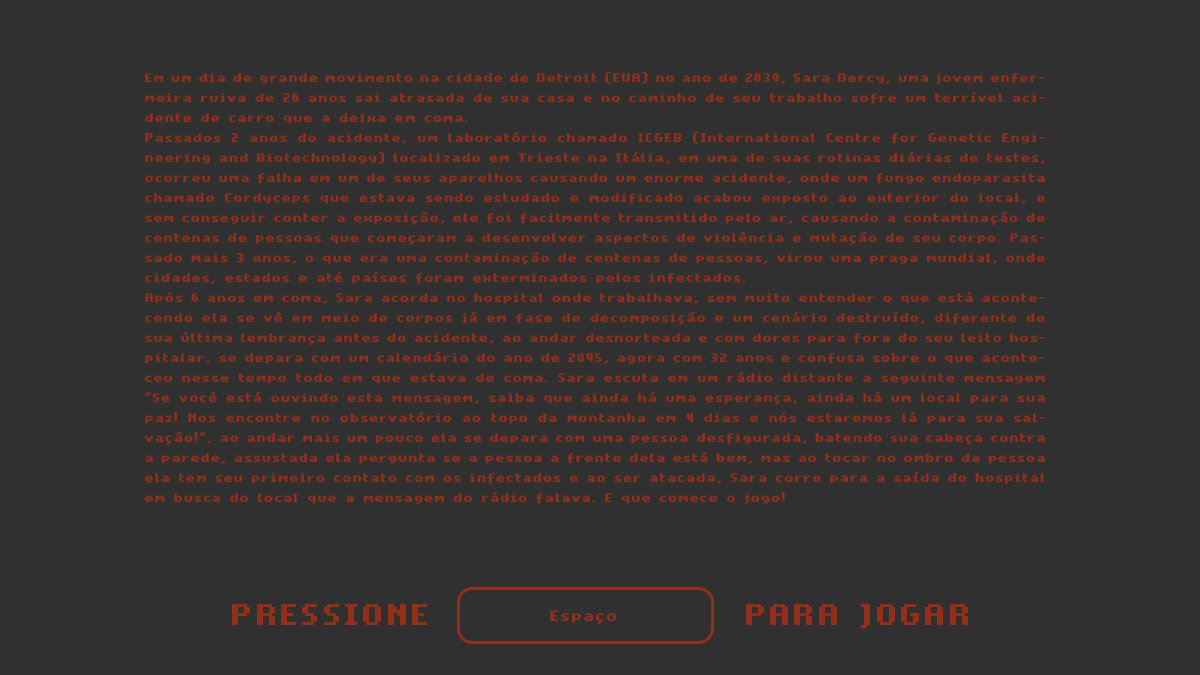 Em um dia de grande movimento na cidade de Detroit (EUA) no ano de 2039, Sara Dercy, uma jovem enfer-
meira ruiva de 26 anos sai atrasada de sua casa e no caminho de seu trabalho sofre um terrível aci-
dente de carro que a deixa em coma.
Passados 2 anos do acidente, um laboratório chamado ICGEB (International Centre for Genetic Engi-
neering and Biotechnology) localizado em Trieste na Itália, em uma de suas rotinas diárias de testes,
ocorreu uma falha em um de seus aparelhos causando um enorme acidente, onde um fungo endoparasita
chamado Cordyceps que estava sendo estudado e modificado acabou exposto ao exterior do local, e
sem conseguir conter a exposição, ele foi facilmente transmitido pelo ar, causando a contaminação de
centenas de pessoas que começaram a desenvolver aspectos de violência e mutação de seu corpo. Pas-
sado mais 3 anos, o que era uma contaminação de centenas de pessoas, virou uma praga mundial, onde
cidades, estados e até países foram exterminados pelos infectados.
Após 6 anos em coma, Sara acorda no hospital onde trabalhava, sem muito entender o que está aconte-
cendo ela se vê em meio de corpos já em fase de decomposição e um cenário destruído, diferente de
sua última lembrança antes do acidente, ao andar desnorteada e com dores para fora do seu leito hos-
pitalar, se depara com um calendário do ano de 2045, agora com 32 anos e confusa sobre o que aconte-
ceu nesse tempo todo em que estava de coma. Sara escuta em um rádio distante a seguinte mensagem
"Se você está ouvindo esta mensagem, saiba que ainda há uma esperança, ainda há um local para sua
paz! Nos encontre no observatório ao topo da montanha em 4 dias e nós estaremos lá para sua sal-
vação!", ao andar mais um pouco ela se depara com uma pessoa desfigurada, batendo sua cabeça contra
a parede, assustada ela pergunta se a pessoa a frente dela está bem, mas ao tocar no ombro da pessoa
ela tem seu primeiro contato com os infectados e ao ser atacada, Sara corre para a saída do hospital
em busca do local que a mensagem do rádio falava. E que comece o jogo!
PRESSIONE Espaço PARA JOGAR